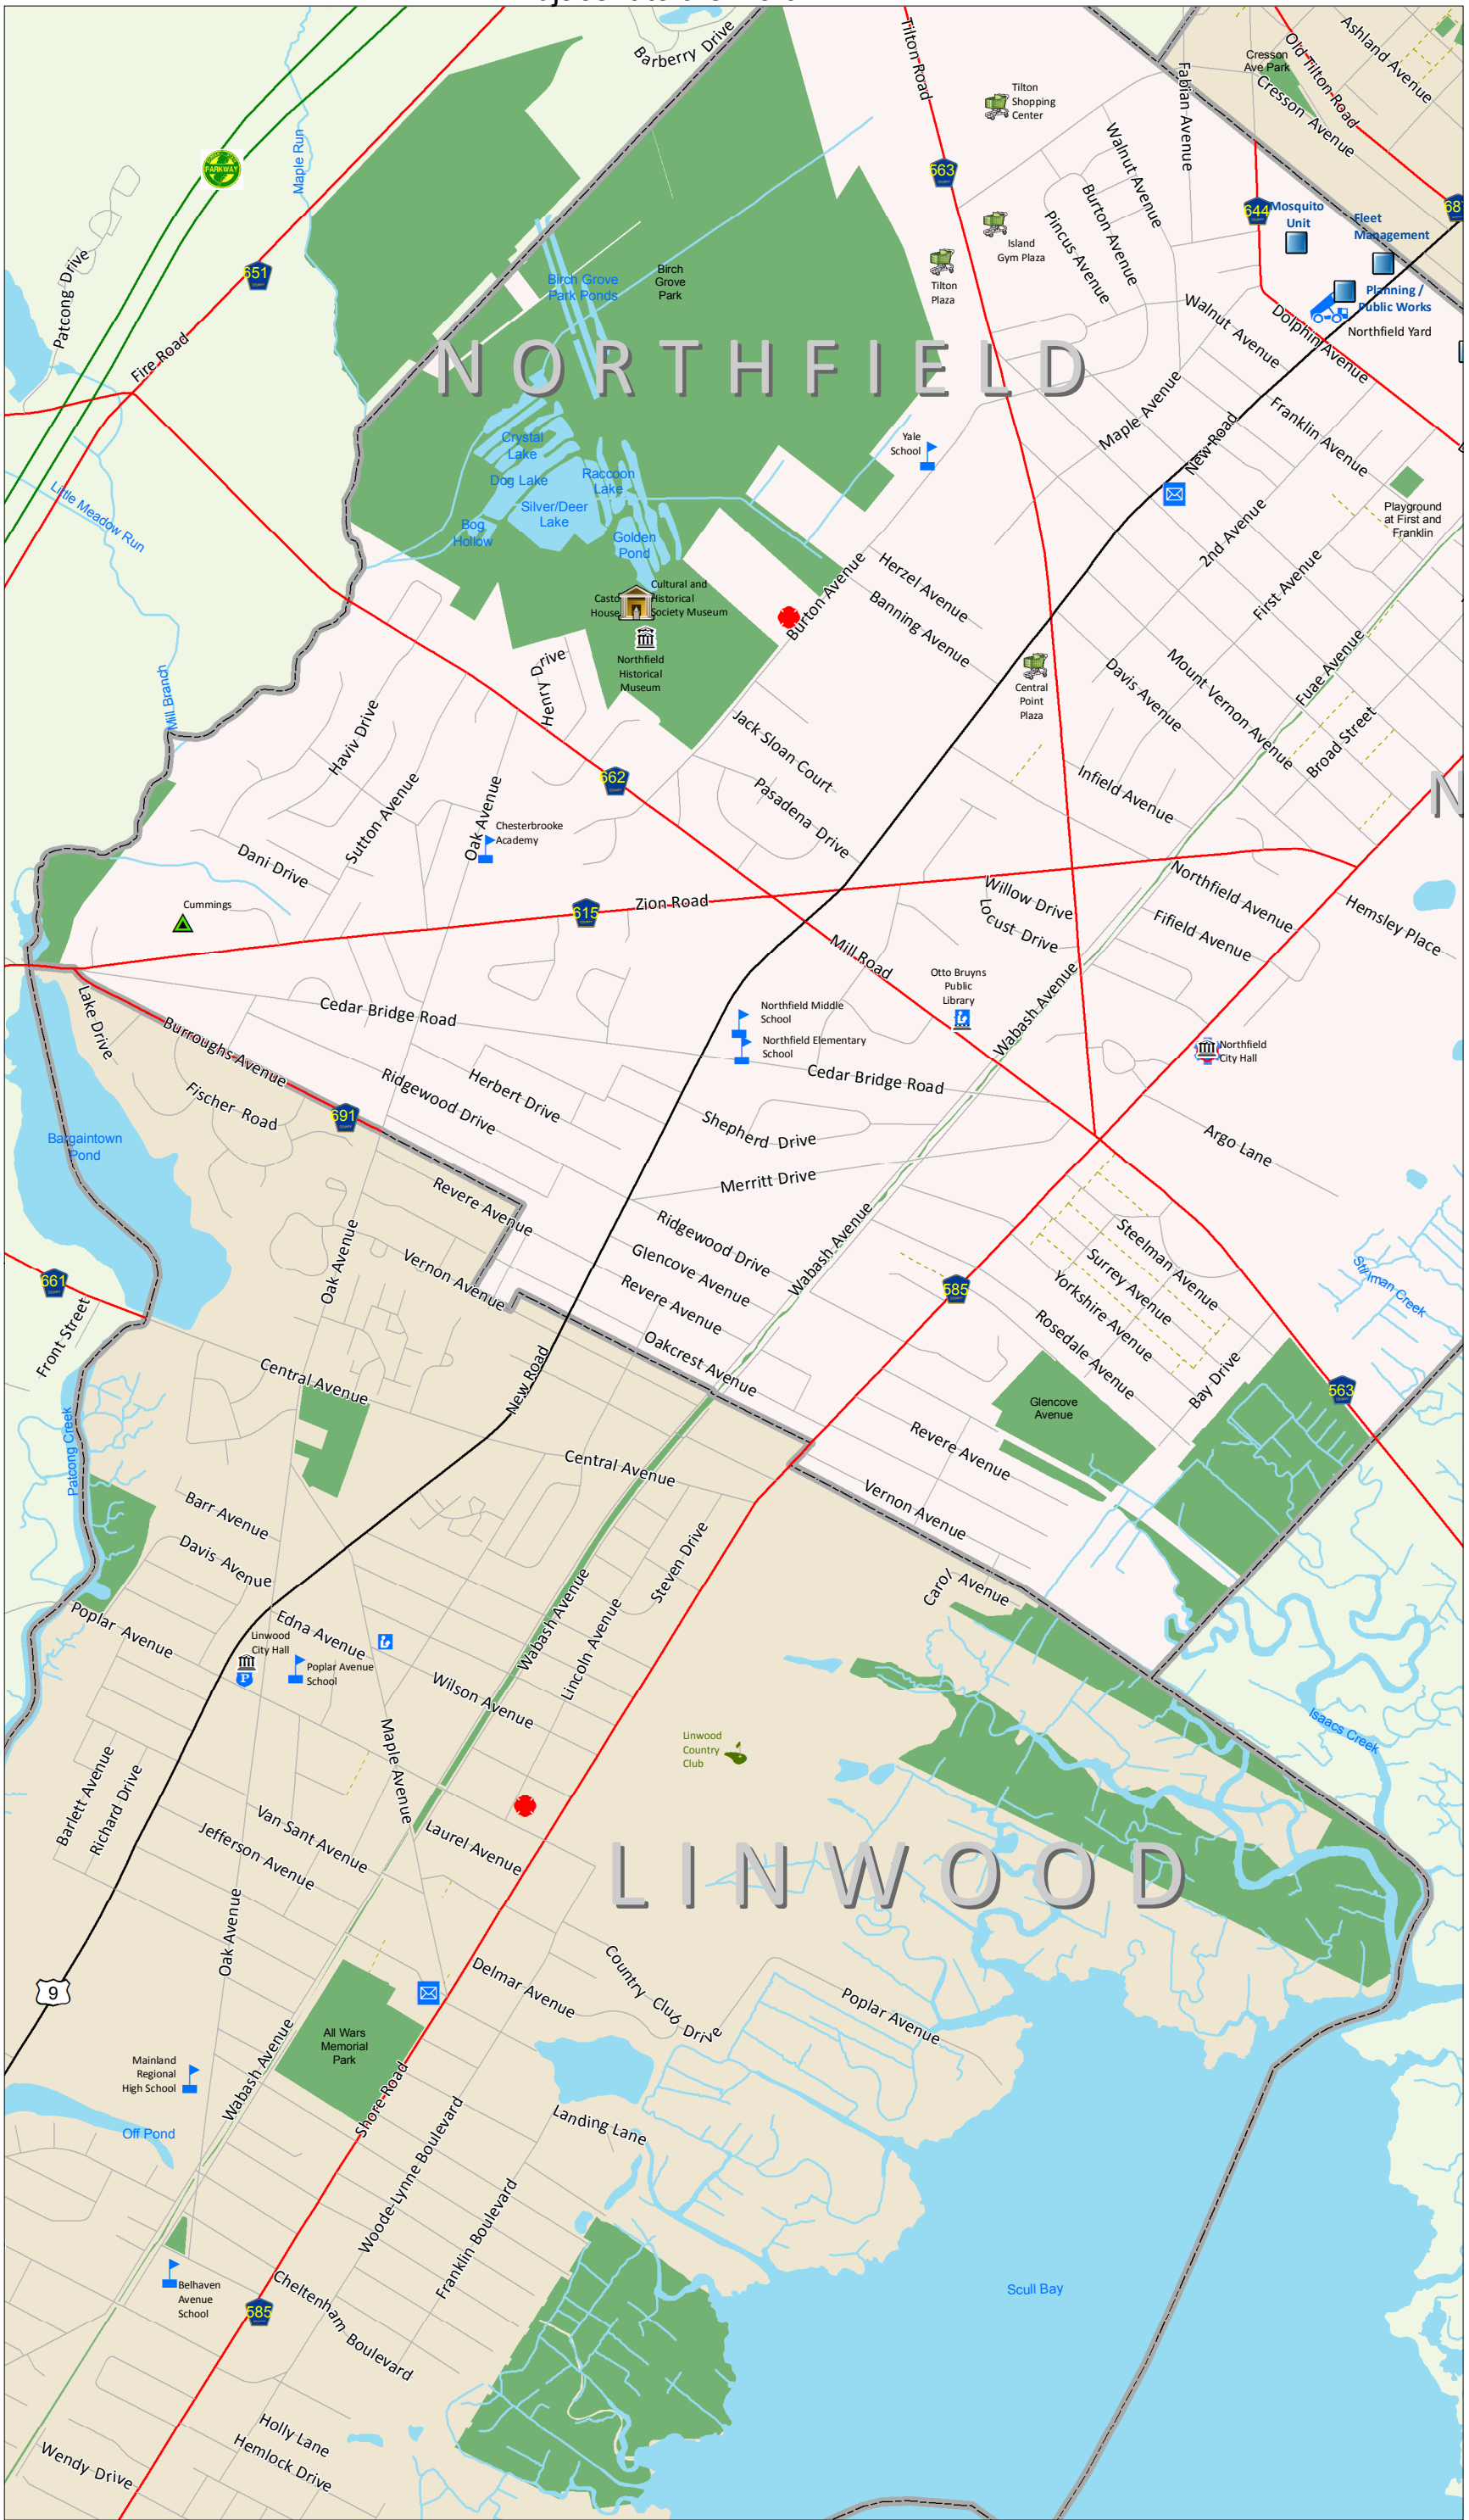 Barberry Drive
Tilton Road
Tilton
Shopping
Center
Fabian Avenue
Cresson
Ave Park
Old Tilton Road
Ashland Avenue
Cresson Avenue
PARKWAY
Maple Run
563
Walnut Avenue
Burton Avenue
Pincus Avenue
644
Mosquito
Unit
Fleet
Management
687
Patcong Drive
651
Birch Grove
Park Ponds
Birch
Grove
Park
Island
Gym Plaza
Tilton
Plaza
Planning /
Public Works
Northfield Yard
Walnut Avenue
Dolphin Avenue
Fire Road
NORTHFIELD
Maple Avenue
New Road
Franklin Avenue
Crystal
Lake
Dog Lake
Raccoon
Lake
Silver/Deer
Lake
Bog
Hollow
Golden
Pond
Yale
School
Little Meadow Run
2nd Avenue
Playground
at First and
Franklin
First Avenue
Cultural and
Historical
Society Museum
House
Northfield
Historical
Museum
Burton Avenue
Herzel Avenue
Banning Avenue
Mill Branch
Henry Drive
Haviv Drive
Central
Point
Plaza
Davis Avenue
Mount Vernon Avenue
Fuae Avenue
Broad Street
Jack Sloan Court
Pasadena Drive
Infield Avenue
N
662
Sutton Avenue
Oak Avenue
Chesterbrooke
Academy
Dani Drive
Cummings
615
Zion Road
Willow Drive
Locust Drive
Northfield Avenue
Fifield Avenue
Hemsley Place
Mill Road
Otto Bruyns
Public
Library
Wabash Avenue
Lake Drive
Cedar Bridge Road
Northfield Middle
School
Northfield Elementary
School
Cedar Bridge Road
Northfield
City Hall
Burroughs Avenue
Fischer Road
691
Ridgewood Drive
Herbert Drive
Shepherd Drive
Merritt Drive
Argo Lane
Bargaintown
Pond
Revere Avenue
Vernon Avenue
Oak Avenue
Ridgewood Drive
Glencove Avenue
Revere Avenue
Oakcrest Avenue
Wabash Avenue
585
Steelman Avenue
Surrey Avenue
Yorkshire Avenue
Rosedale Avenue
Bay Drive
661
Front Street
Central Avenue
New Road
Glencove
Avenue
563
Patcong Creek
Central Avenue
Revere Avenue
Vernon Avenue
Barr Avenue
Davis Avenue
Steven Drive
Carol Avenue
Poplar Avenue
Edna Avenue
Linwood
City Hall
P
Poplar Avenue
School
Wabash Avenue
Lincoln Avenue
Wilson Avenue
Isaacs Creek
Linwood
Country
Club
Maple Avenue
Barlett Avenue
Richard Drive
Van Sant Avenue
Jefferson Avenue
Laurel Avenue
LINWOOD
Oak Avenue
9
Delmar Avenue
Country Club Drive
Poplar Avenue
All Wars
Memorial
Park
Mainland
Regional
High School
Wabash Avenue
Shore Road
Off Pond
Landing Lane
Woode-Lynne Boulevard
Franklin Boulevard
Belhaven
Avenue
School
585
Cheltenham Boulevard
Scull Bay
Holly Lane
Hemlock Drive
Wendy Drive